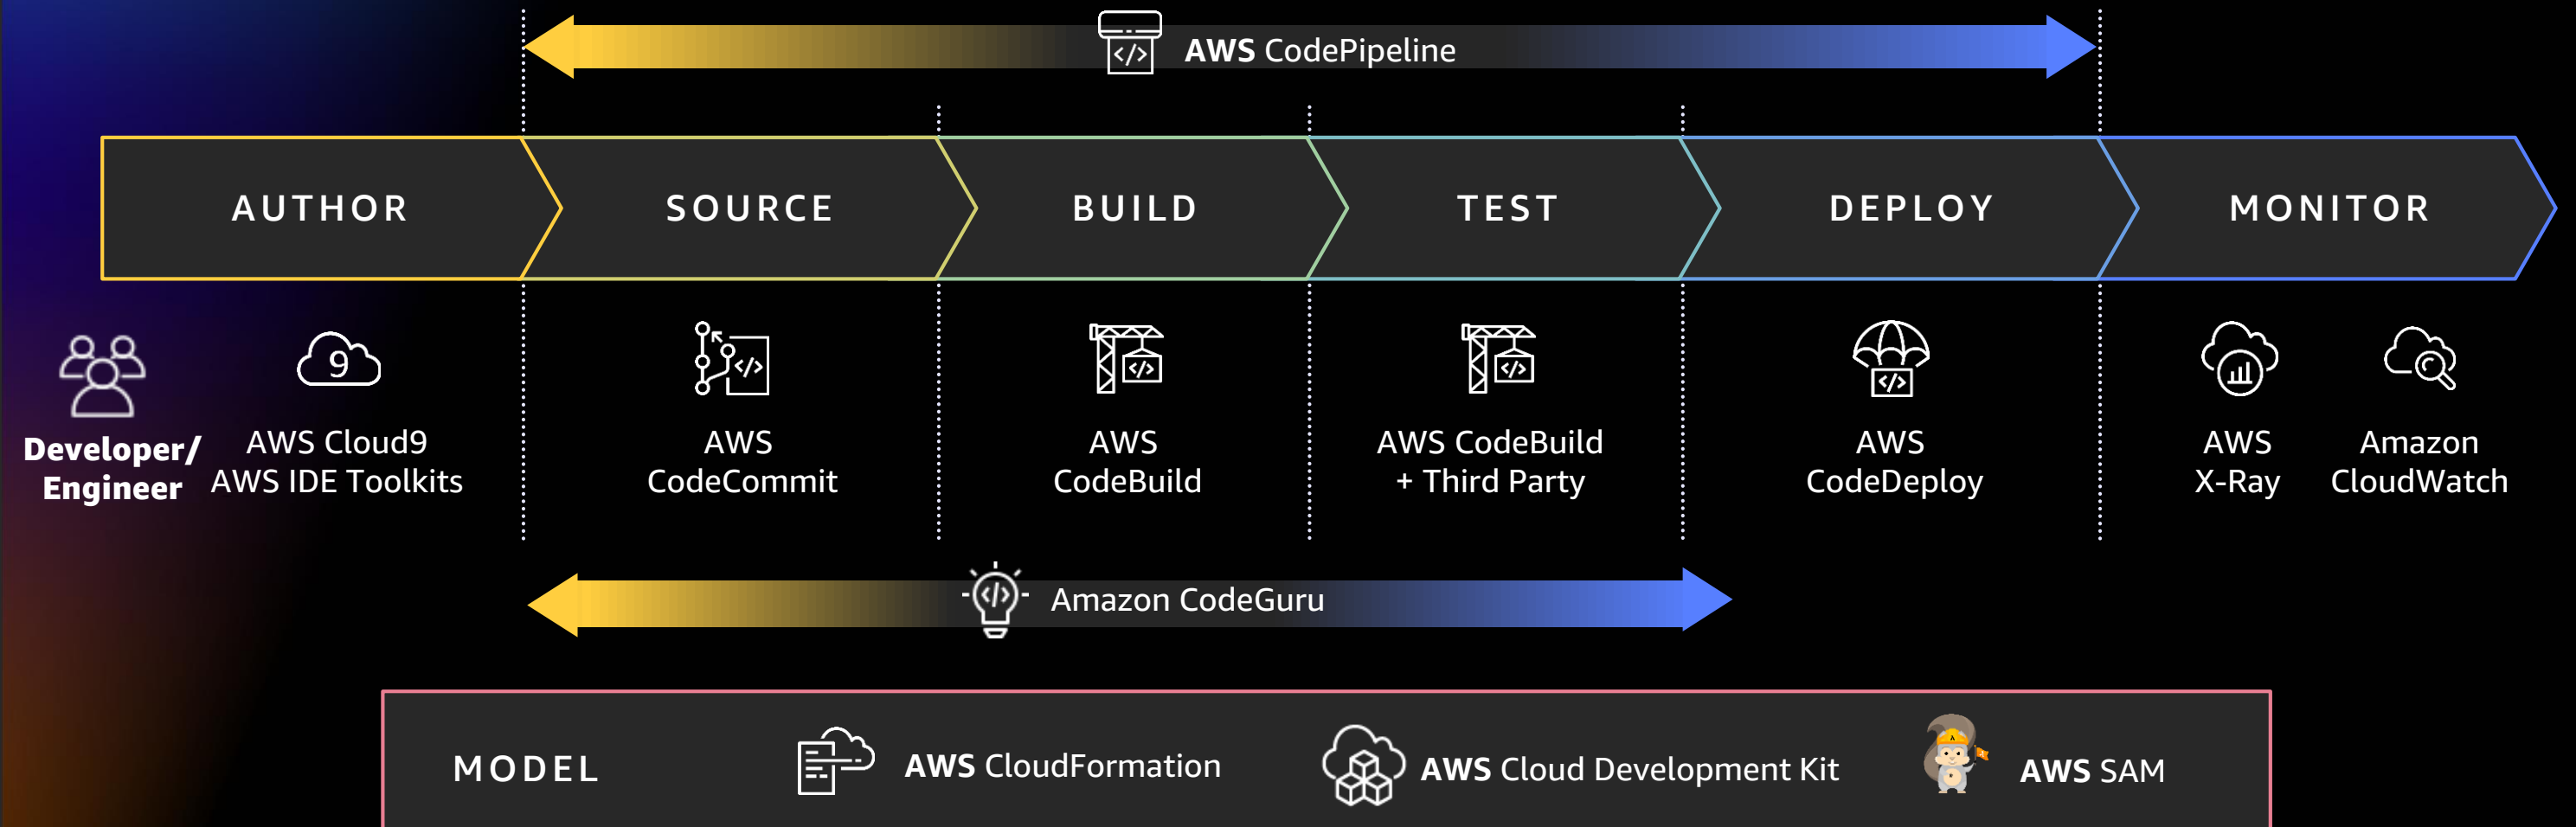 </> AWS CodePipeline
AUTHOR
SOURCE
BUILD
TEST
DEPLOY
MONITOR
9
</>
</>
</>
</>
Developer/
Engineer
AWS Cloud9
AWS IDE Toolkits
AWS
CodeCommit
AWS
CodeBuild
AWS CodeBuild
+ Third Party
AWS
CodeDeploy
AWS
X-Ray
Amazon
CloudWatch
</> Amazon CodeGuru
MODEL
AWS CloudFormation
AWS Cloud Development Kit
AWS SAM